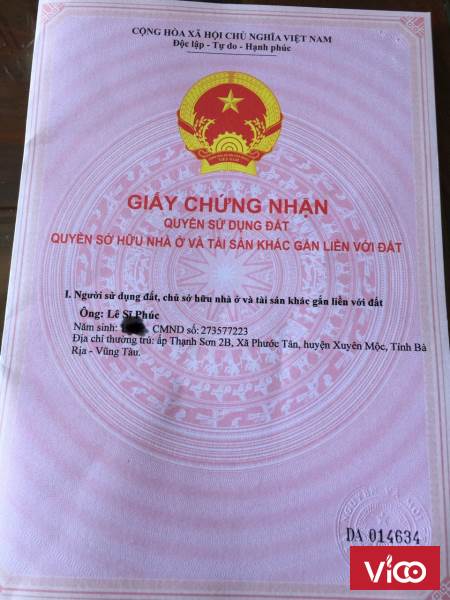 CỘNG HÒA XÃ HỘI CHỦ NGHĨA VIỆT NAM
Độc lập - Tự do - Hạnh phúc
VIỆT NAM
GIẤY CHỨNG NHẬN
QUYỀN SỬ DỤNG ĐẤT
QUYỀN SỞ HỮU NHÀ Ở VÀ TÀI SẢN KHÁC GẮN LIỀN VỚI ĐẤT
I. Người sử dụng đất, chủ sở hữu nhà ở và tài sản khác gắn liền với đất
Ông: Lê Sĩ Phúc
Năm sinh: CMND số: 273577223
Địa chỉ thường trú: ấp Thạnh Sơn 2B, Xã Phước Tân, huyện Xuyên Mộc, Tỉnh Bà
Rịa - Vũng Tàu.
DA 014634
Vico